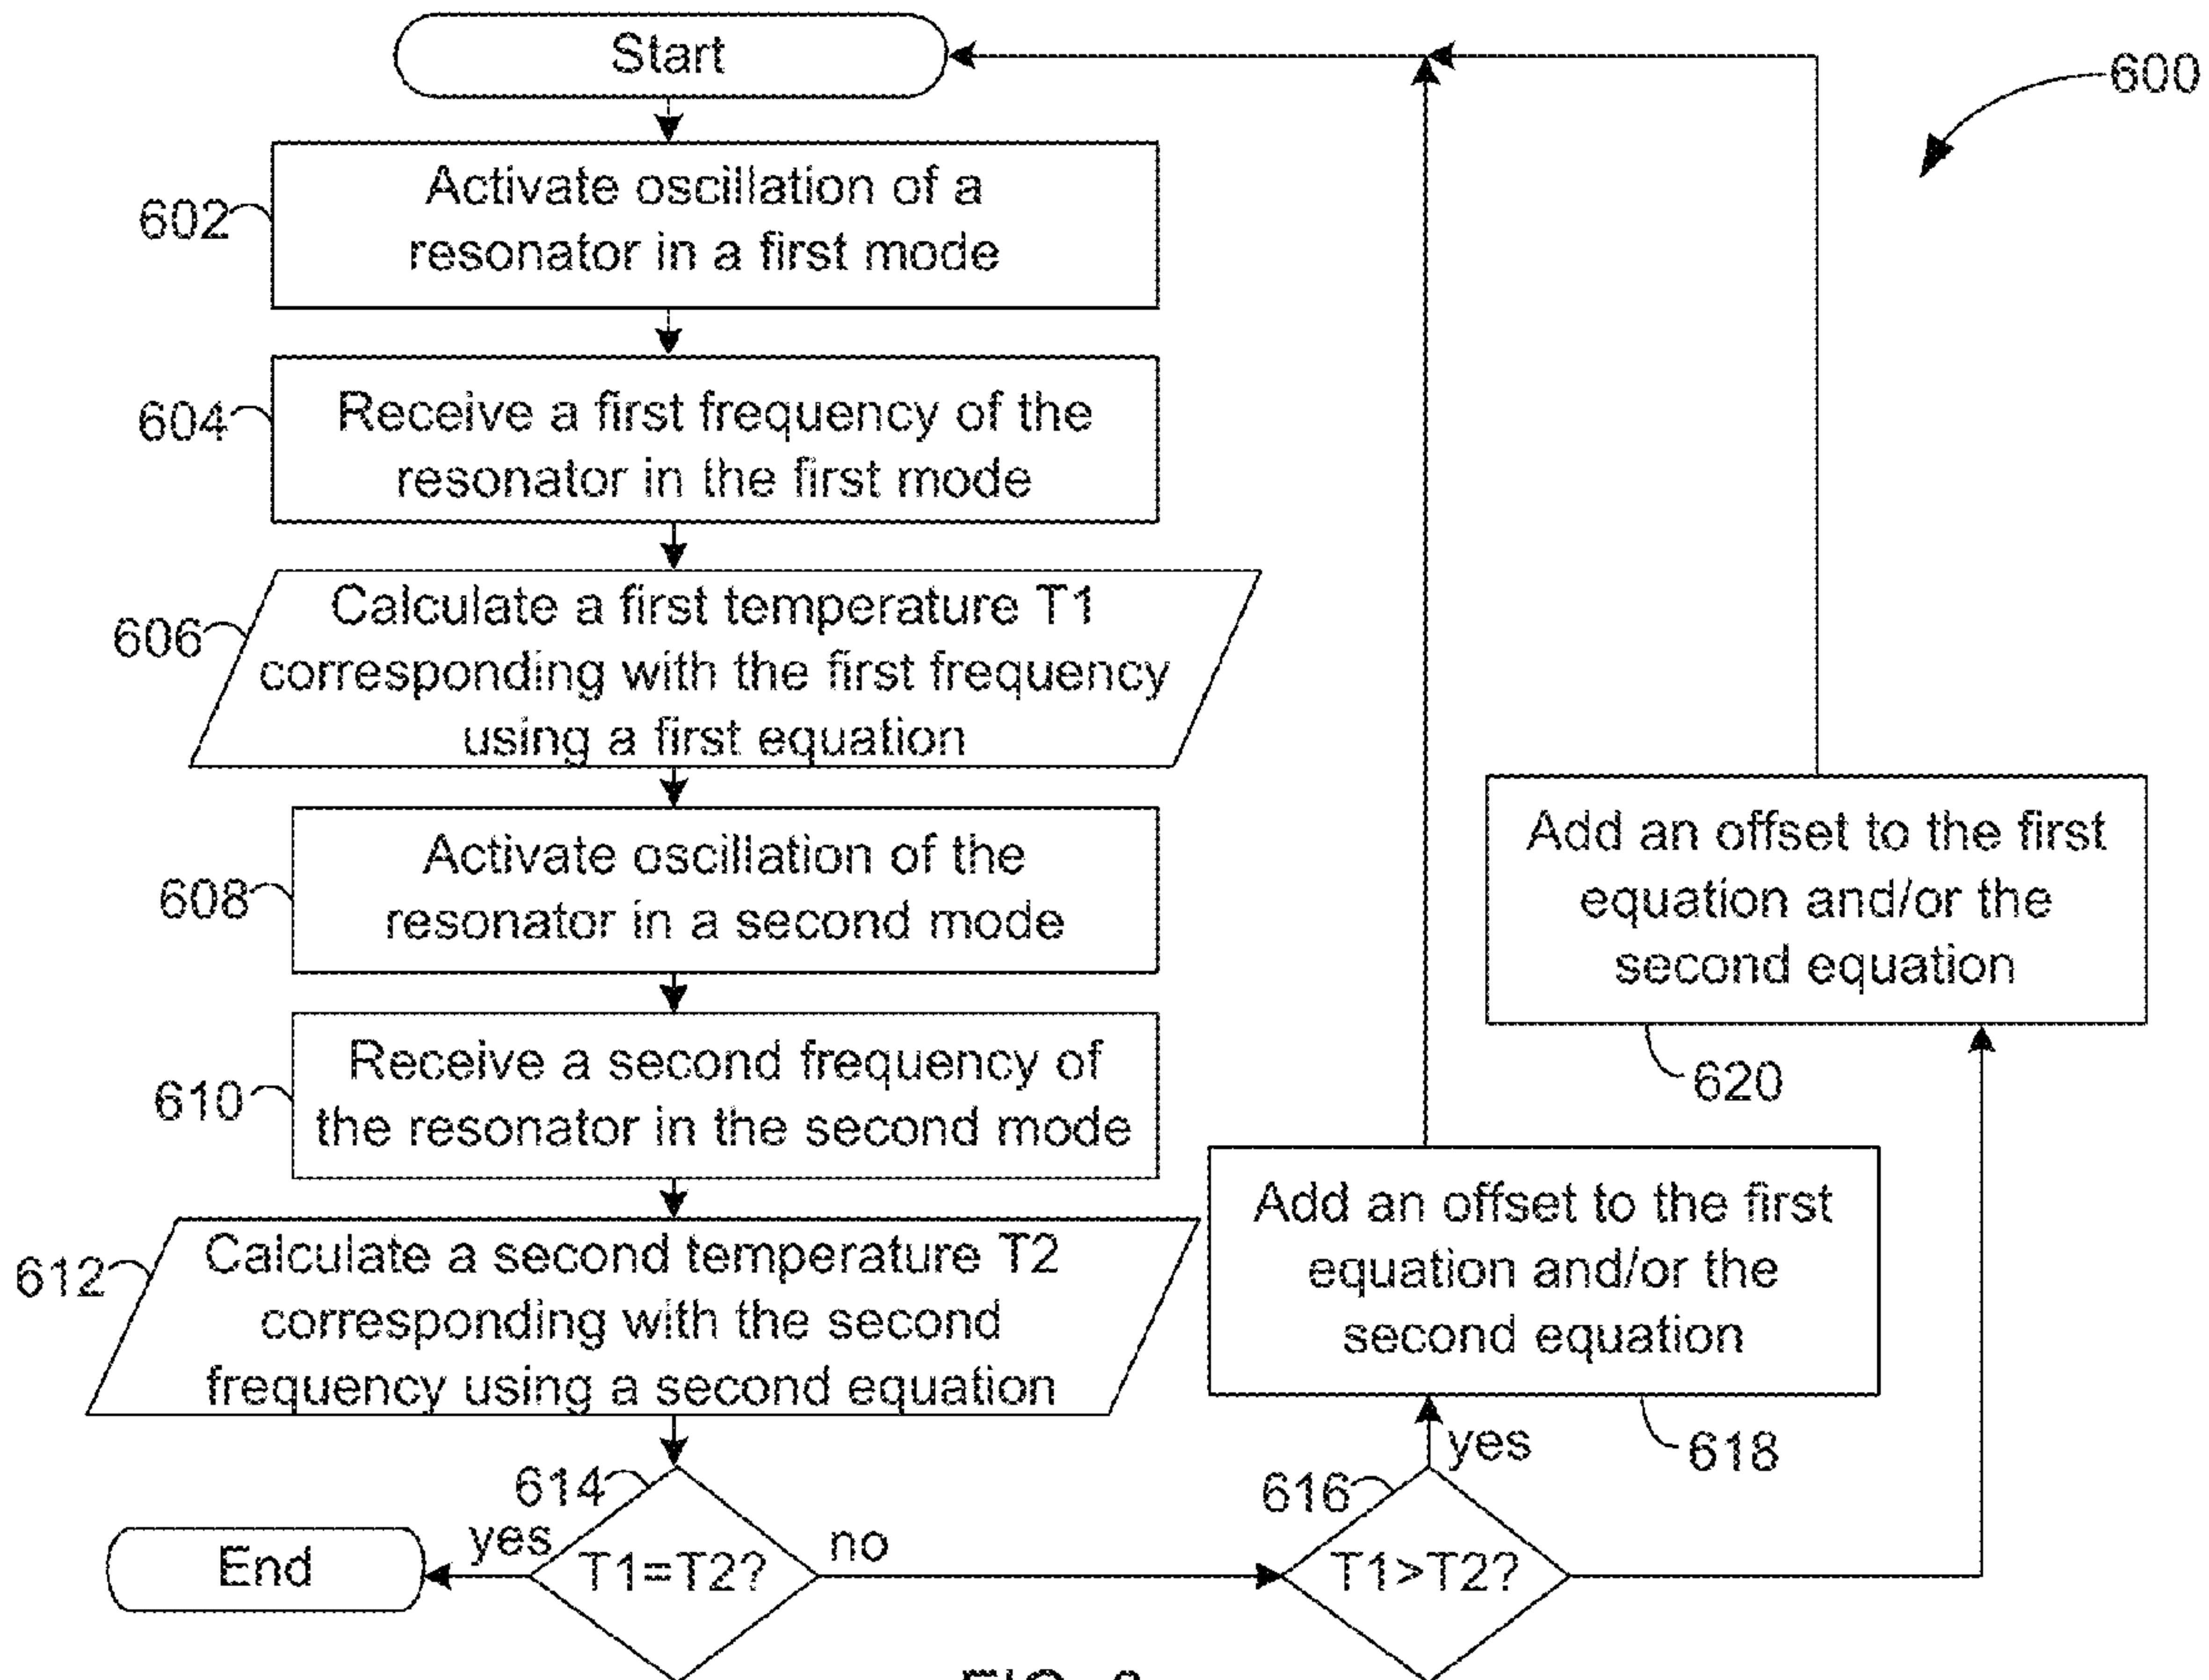 Start
600
602
Activate oscillation of a
resonator in a first mode
604
Receive a first frequency of the
resonator in the first mode
606
Calculate a first temperature T1
corresponding with the first frequency
using a first equation
608
Activate oscillation of the
resonator in a second mode
610
Receive a second frequency of
the resonator in the second mode
612
Calculate a second temperature T2
corresponding with the second
frequency using a second equation
614
T1=T2?
yes
End
no
616
T1>T2?
yes
Add an offset to the first
equation and/or the
second equation
618
Add an offset to the first
equation and/or the
second equation
620